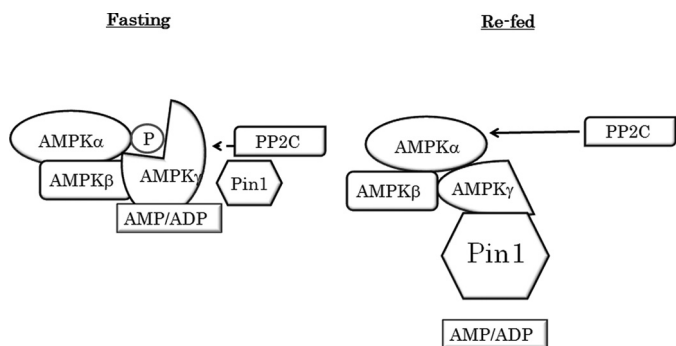 Fasting
AMPKα
P
PP2C
AMPKβ
AMPKγ
Pin1
AMP/ADP
Re-fed
AMPKα
PP2C
AMPKβ
AMPKγ
Pin1
AMP/ADP